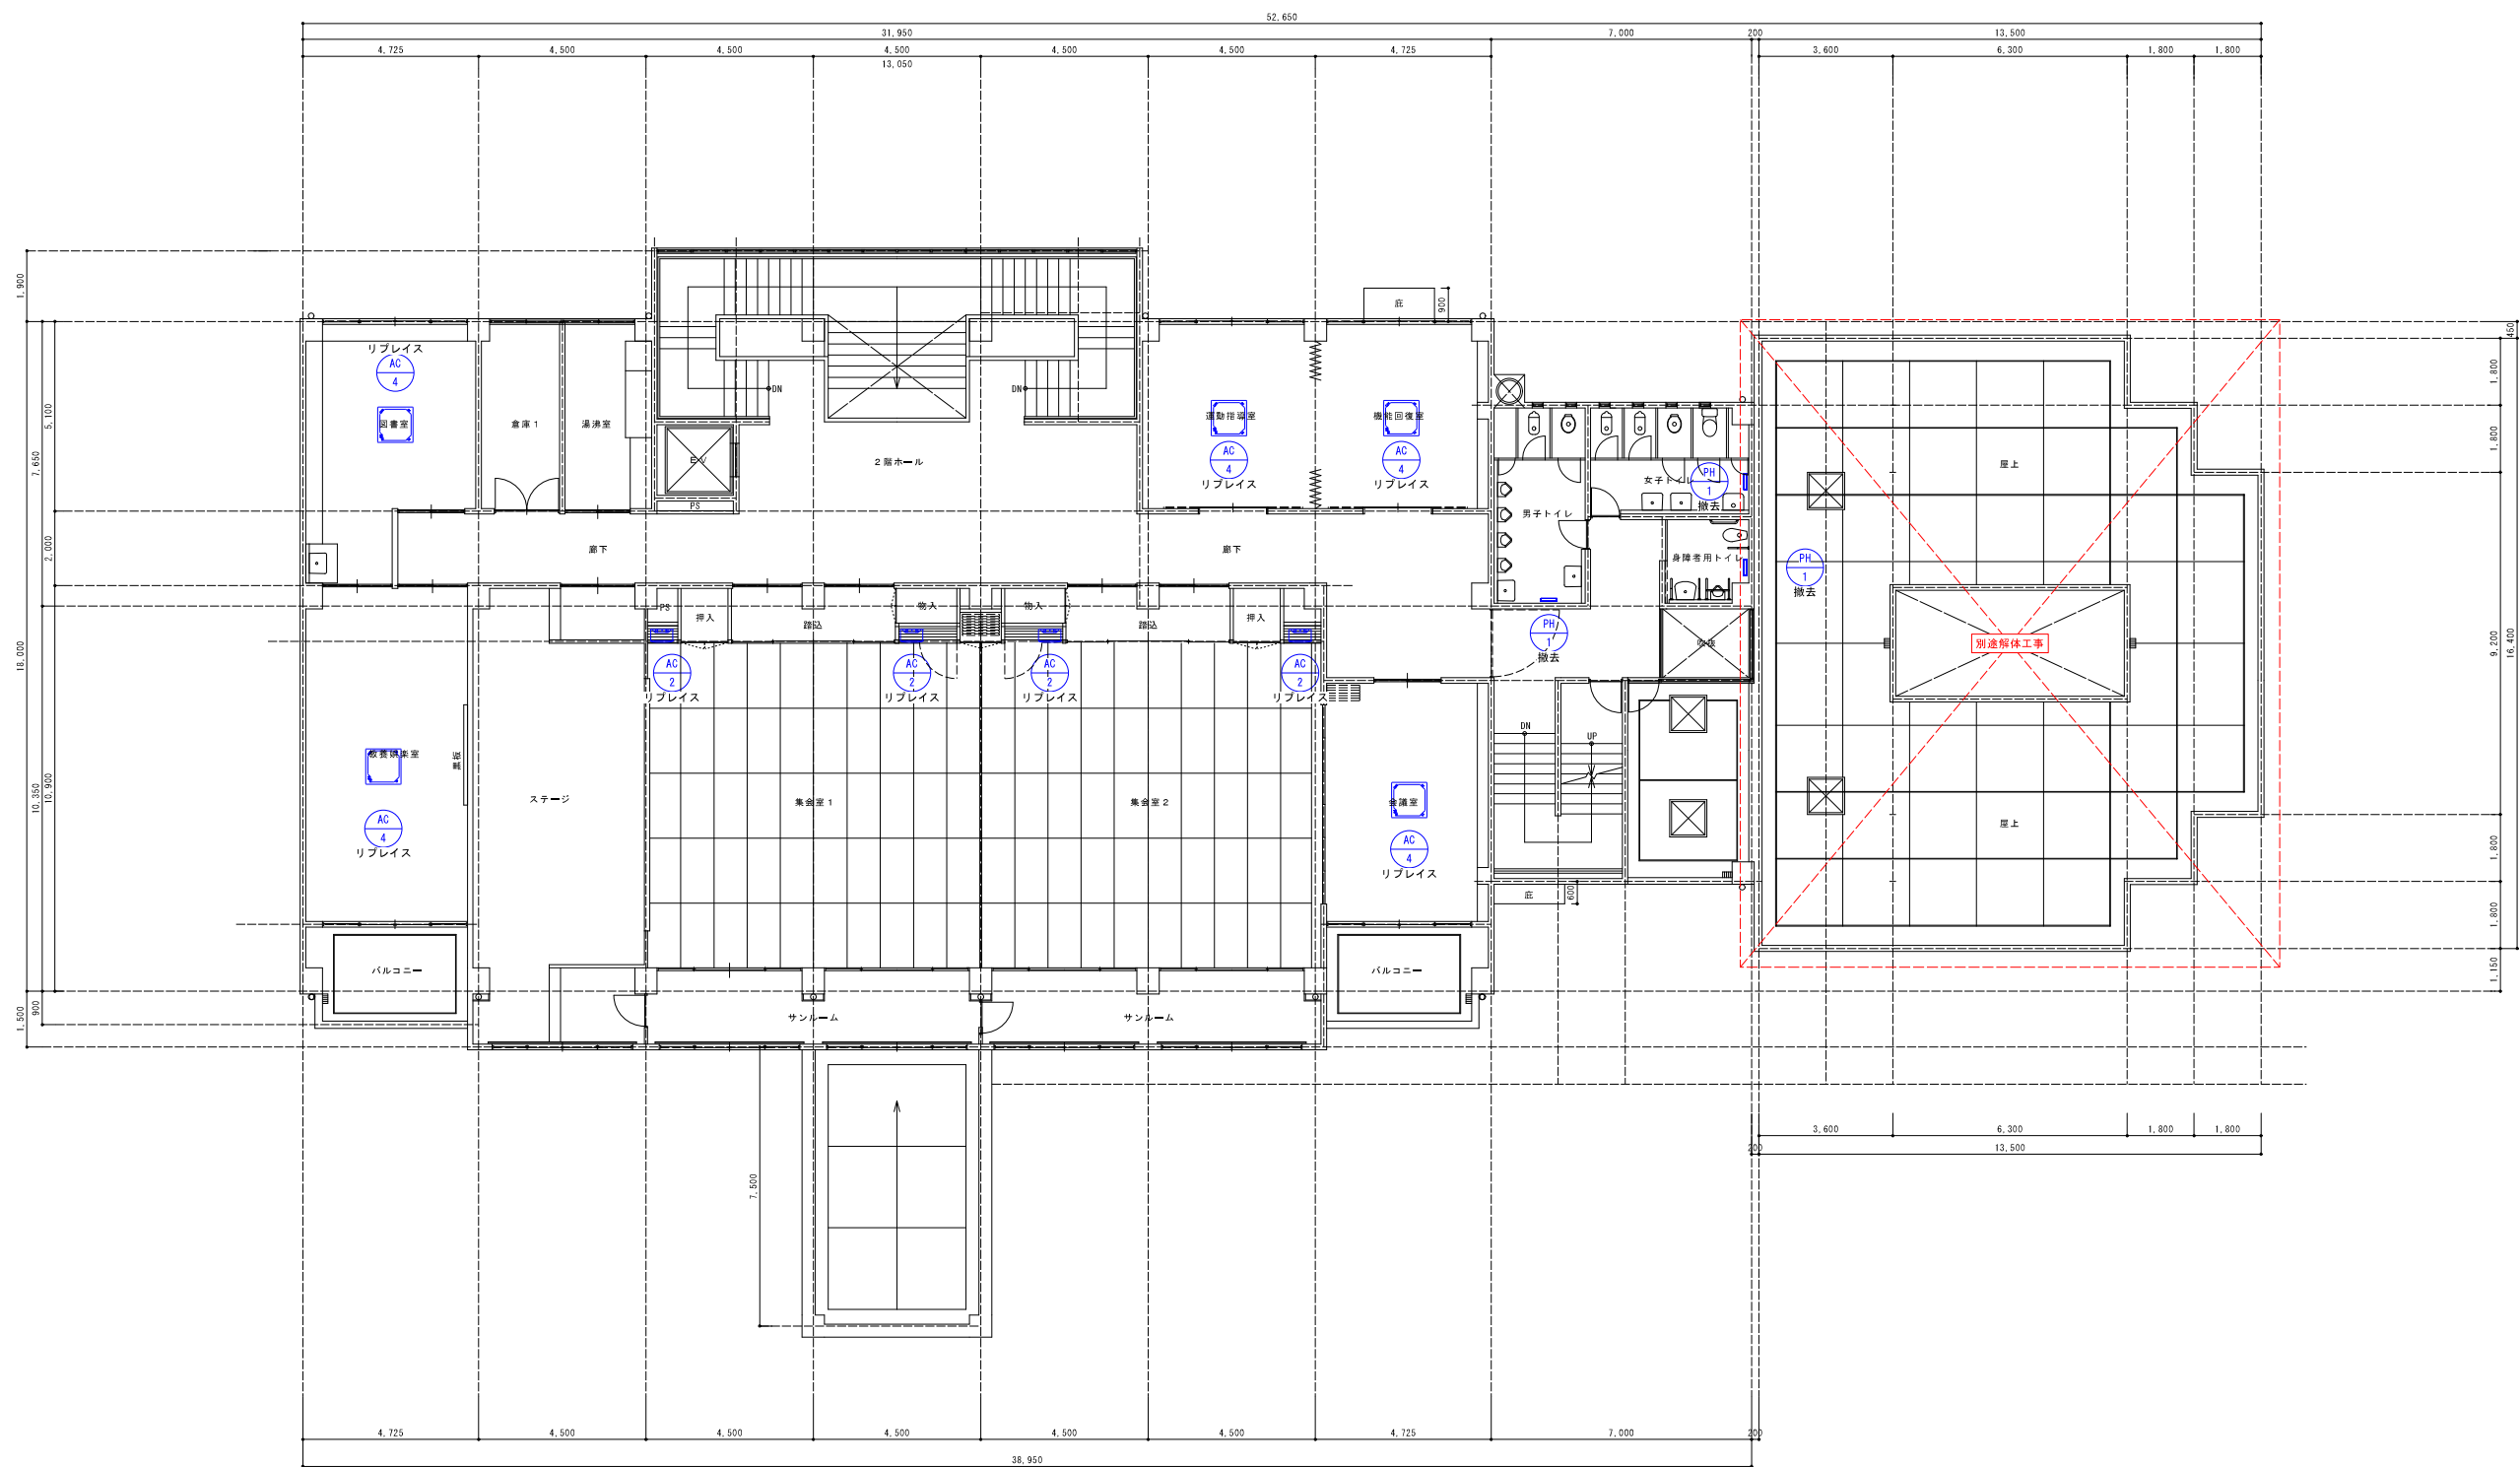 52,650
31,950
7,000
200
13,500
4,725
4,500
4,500
4,500
4,500
4,500
4,725
3,600
6,300
1,800
1,800
13,050
1,900
5,100
7,650
2,000
18,000
10,350
10,900
900
1,500
450
1,800
1,800
9,200
16,400
1,800
1,800
1,150
庇
900
リプレイス
AC
4
図書室
倉庫1
湯沸室
DN
DN
EV
PS
2階ホール
運動指導室
AC
4
リプレイス
機能回復室
AC
4
リプレイス
女子トイレ
PH
1
撤去
男子トイレ
身障者用トイレ
PH
1
撤去
屋上
廊下
廊下
PS
押入
踏込
物入
物入
踏込
押入
PH
1
撤去
吹抜
別途解体工事
AC
2
リプレイス
AC
2
リプレイス
AC
2
リプレイス
AC
2
リプレイス
教養娯楽室
AC
4
リプレイス
黒板
ステージ
集会室1
集会室2
会議室
AC
4
リプレイス
DN
UP
屋上
庇
600
バルコニー
バルコニー
サンルーム
サンルーム
7,500
3,600
6,300
1,800
1,800
200
13,500
4,725
4,500
4,500
4,500
4,500
4,500
4,725
7,000
200
38,950